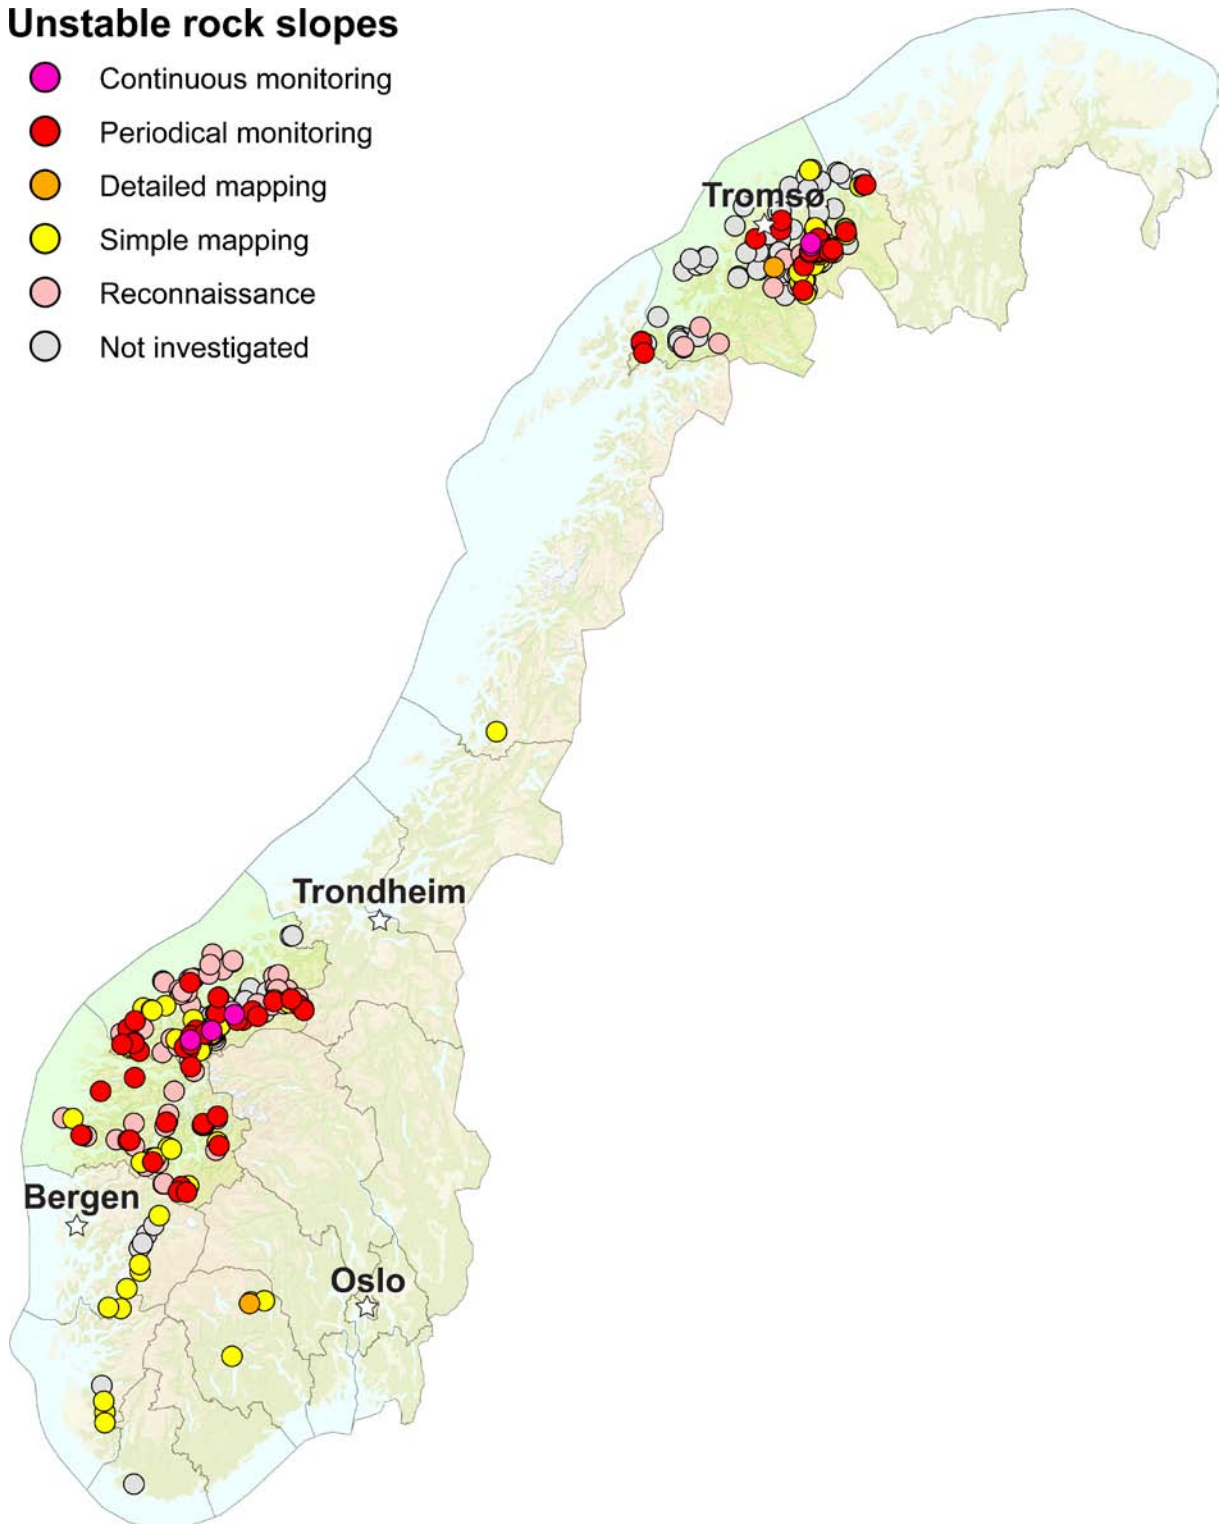 Unstable rock slopes
Continuous monitoring
Periodical monitoring
Detailed mapping
Simple mapping
Reconnaissance
Not investigated
Tromsø
Trondheim
Bergen
Oslo